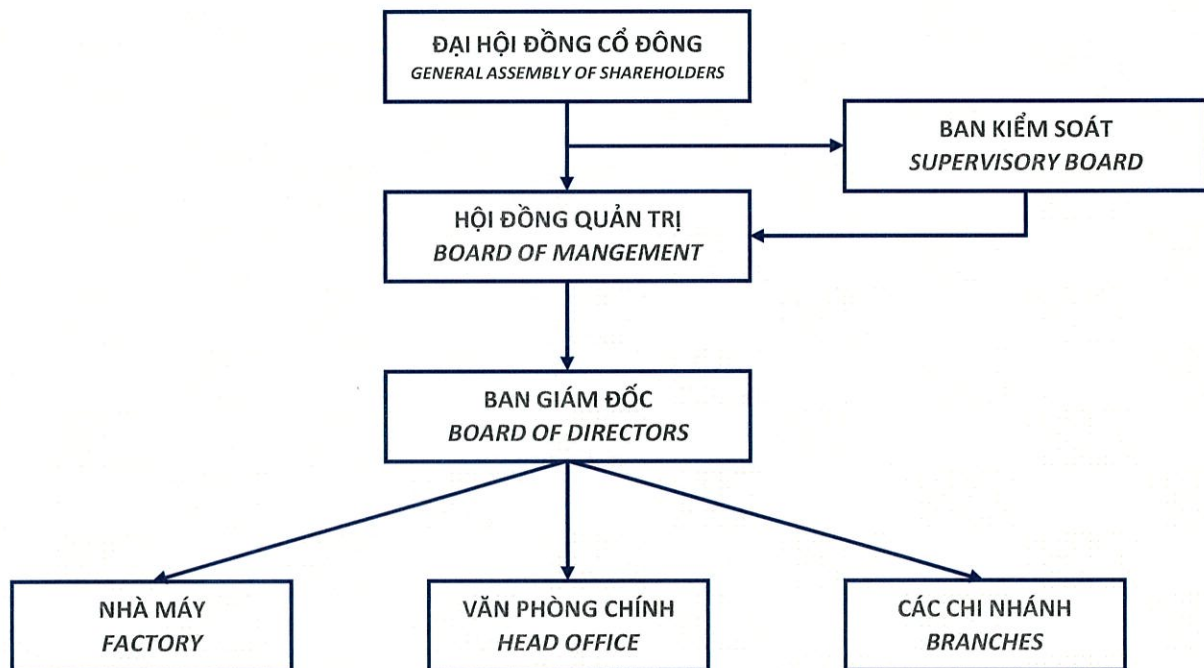 ĐẠI HỘI ĐỒNG CỔ ĐÔNG
GENERAL ASSEMBLY OF SHAREHOLDERS
BAN KIỂM SOÁT
SUPERVISORY BOARD
HỘI ĐỒNG QUẢN TRỊ
BOARD OF MANGEMENT
BAN GIÁM ĐỐC
BOARD OF DIRECTORS
NHÀ MÁY
FACTORY
VĂN PHÒNG CHÍNH
HEAD OFFICE
CÁC CHI NHÁNH
BRANCHES